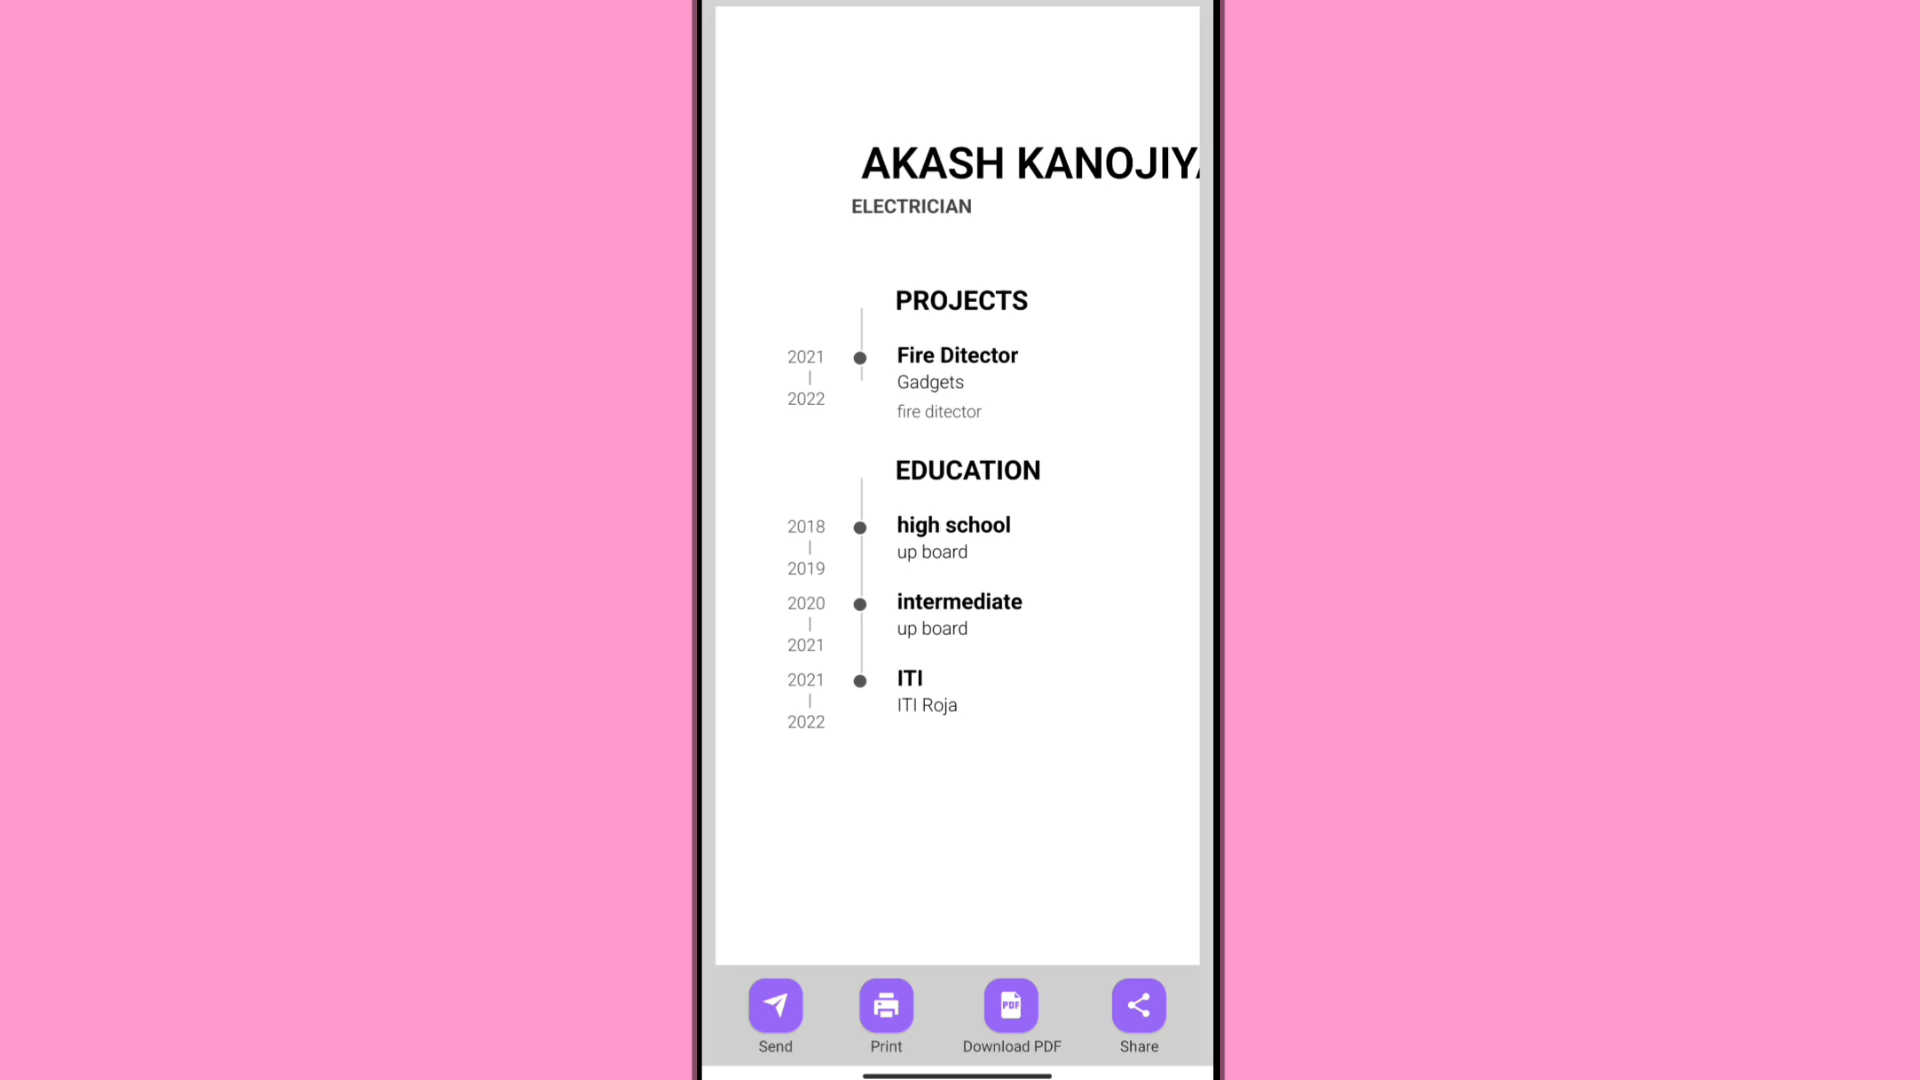 AKASH KANOJIYA
ELECTRICIAN
PROJECTS
2021
2022
Fire Ditector
Gadgets
fire ditector
EDUCATION
2018
2019
high school
up board
2020
2021
intermediate
up board
2021
2022
ITI
ITI Roja
Send
Print
PDF
Download PDF
Share